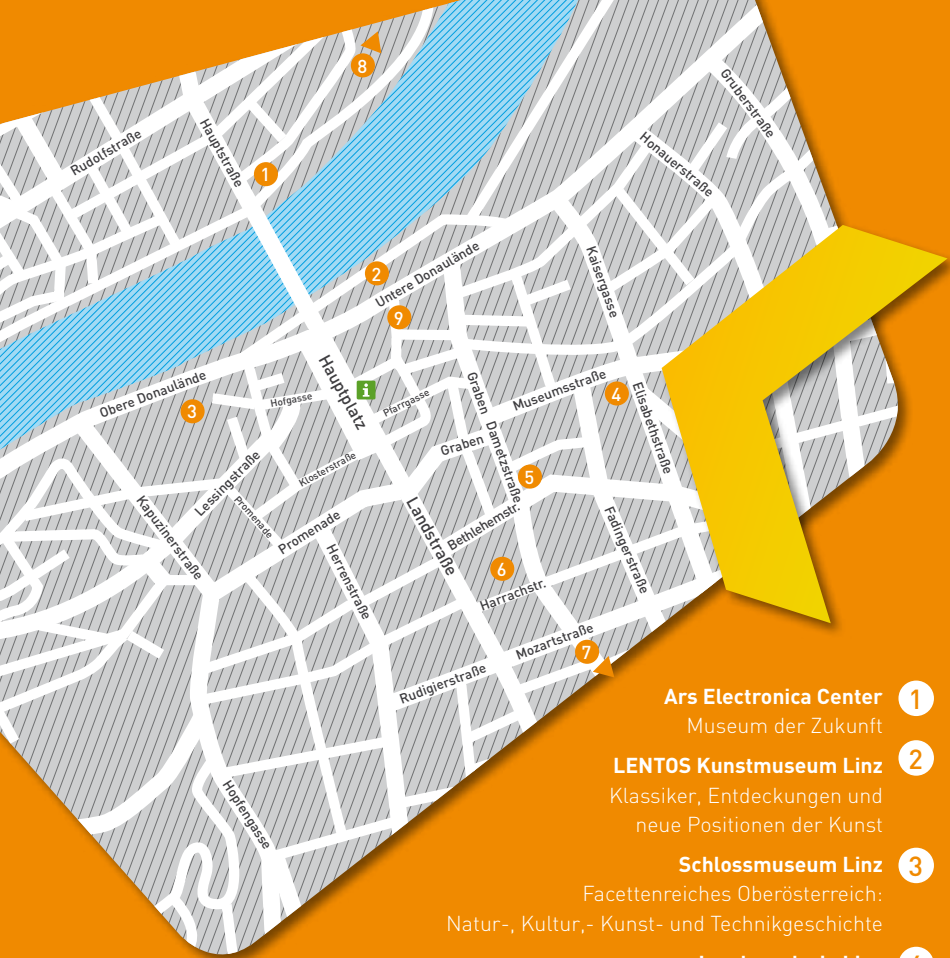 8
Gruberstraße
Rudolfstraße
Hauptstraße
Honauerstraße
1
2
Untere Donaulände
Kaisergasse
9
Hauptplatz
i
Obere Donaulände
3
Hofgasse
Pfarrgasse
Graben
Museumsstraße
4
Elisabethstraße
Graben
Dametzstraße
5
Klosterstraße
Lessingstraße
Promenade
Kapuzinerstraße
Promenade
Landstraße
Bethlehemstr.
Fadingerstraße
Herrenstraße
6
Harrachstr.
Mozartstraße
7
Rudigierstraße
Hopfengasse
Ars Electronica Center 1
Museum der Zukunft
LENTOS Kunstmuseum Linz 2
Klassiker, Entdeckungen und
neue Positionen der Kunst
Schlossmuseum Linz 3
Facettenreiches Oberösterreich:
Natur-, Kultur,- Kunst- und Technikgeschichte